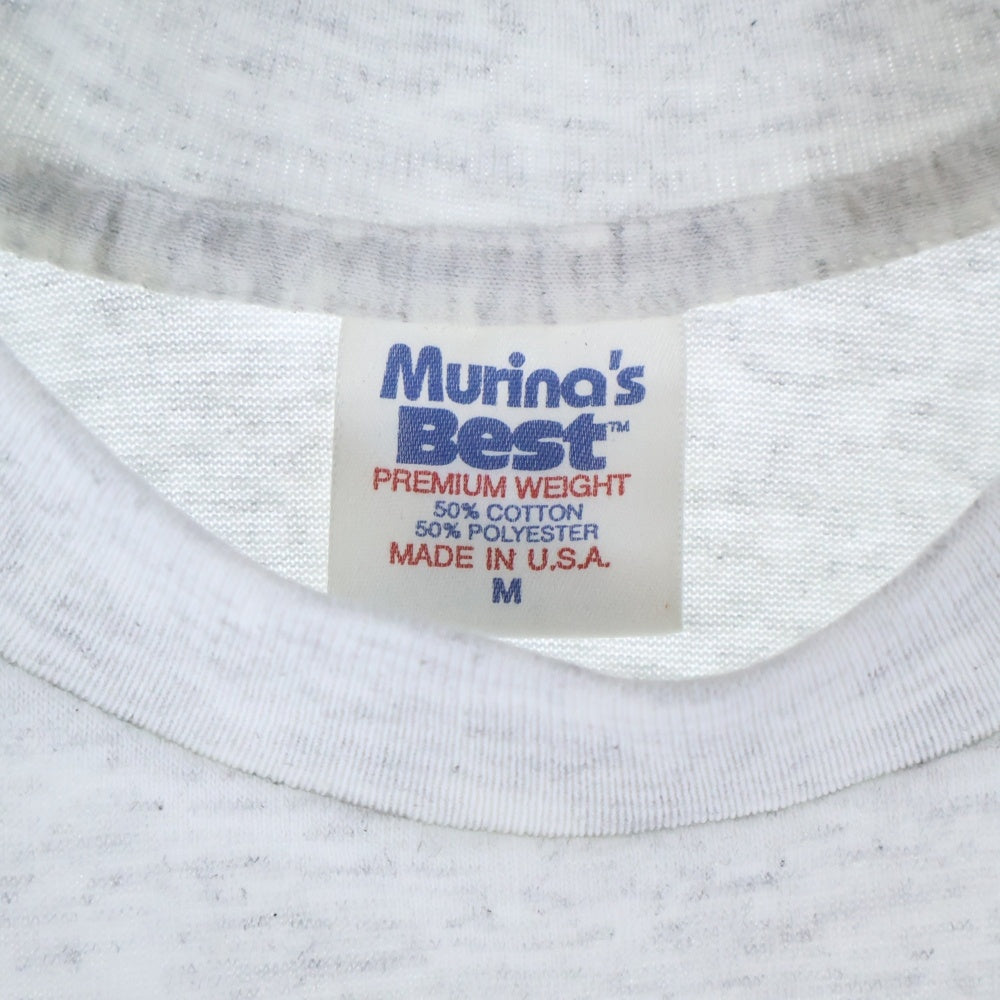 Murina's
Best™
PREMIUM WEIGHT
50% COTTON
50% POLYESTER
MADE IN U.S.A.
M